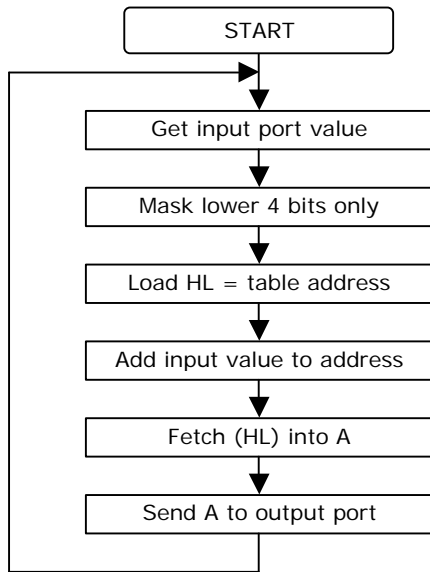 START
Get input port value
Mask lower 4 bits only
Load HL = table address
Add input value to address
Fetch (HL) into A
Send A to output port